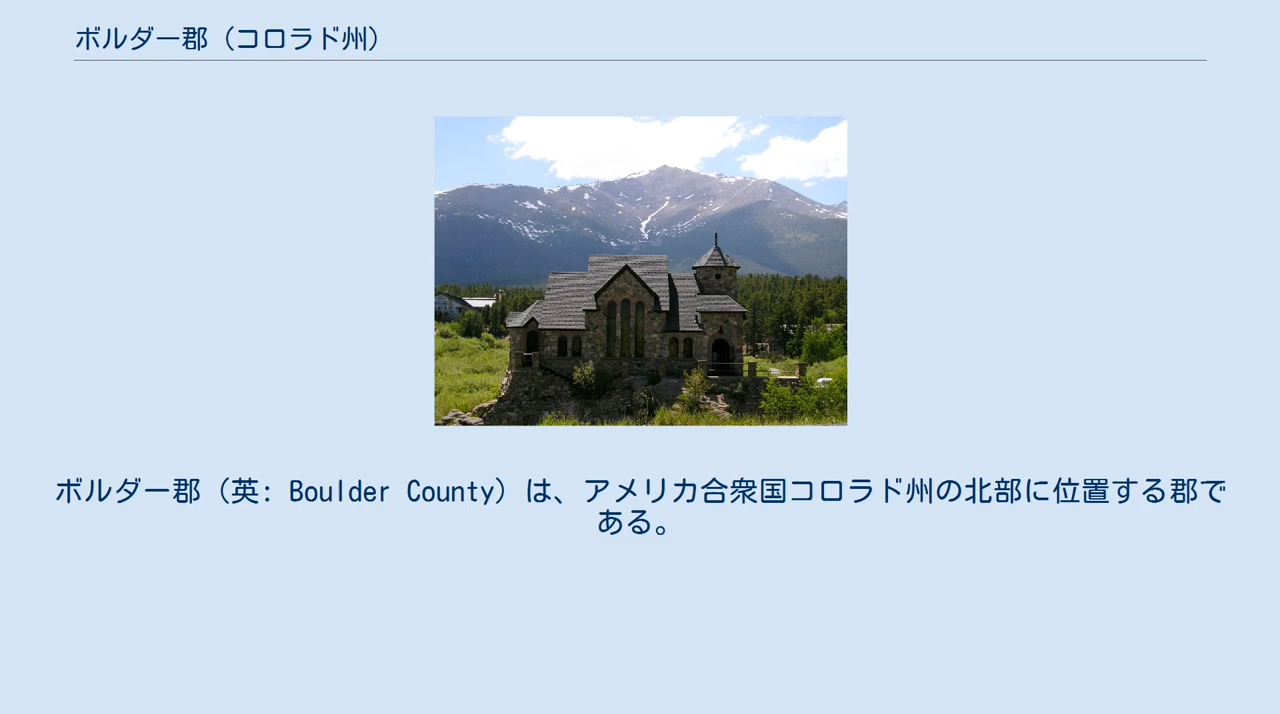 ボルダー郡（コロラド州）
ボルダー郡（英: Boulder County）は、アメリカ合衆国コロラド州の北部に位置する郡で
ある。